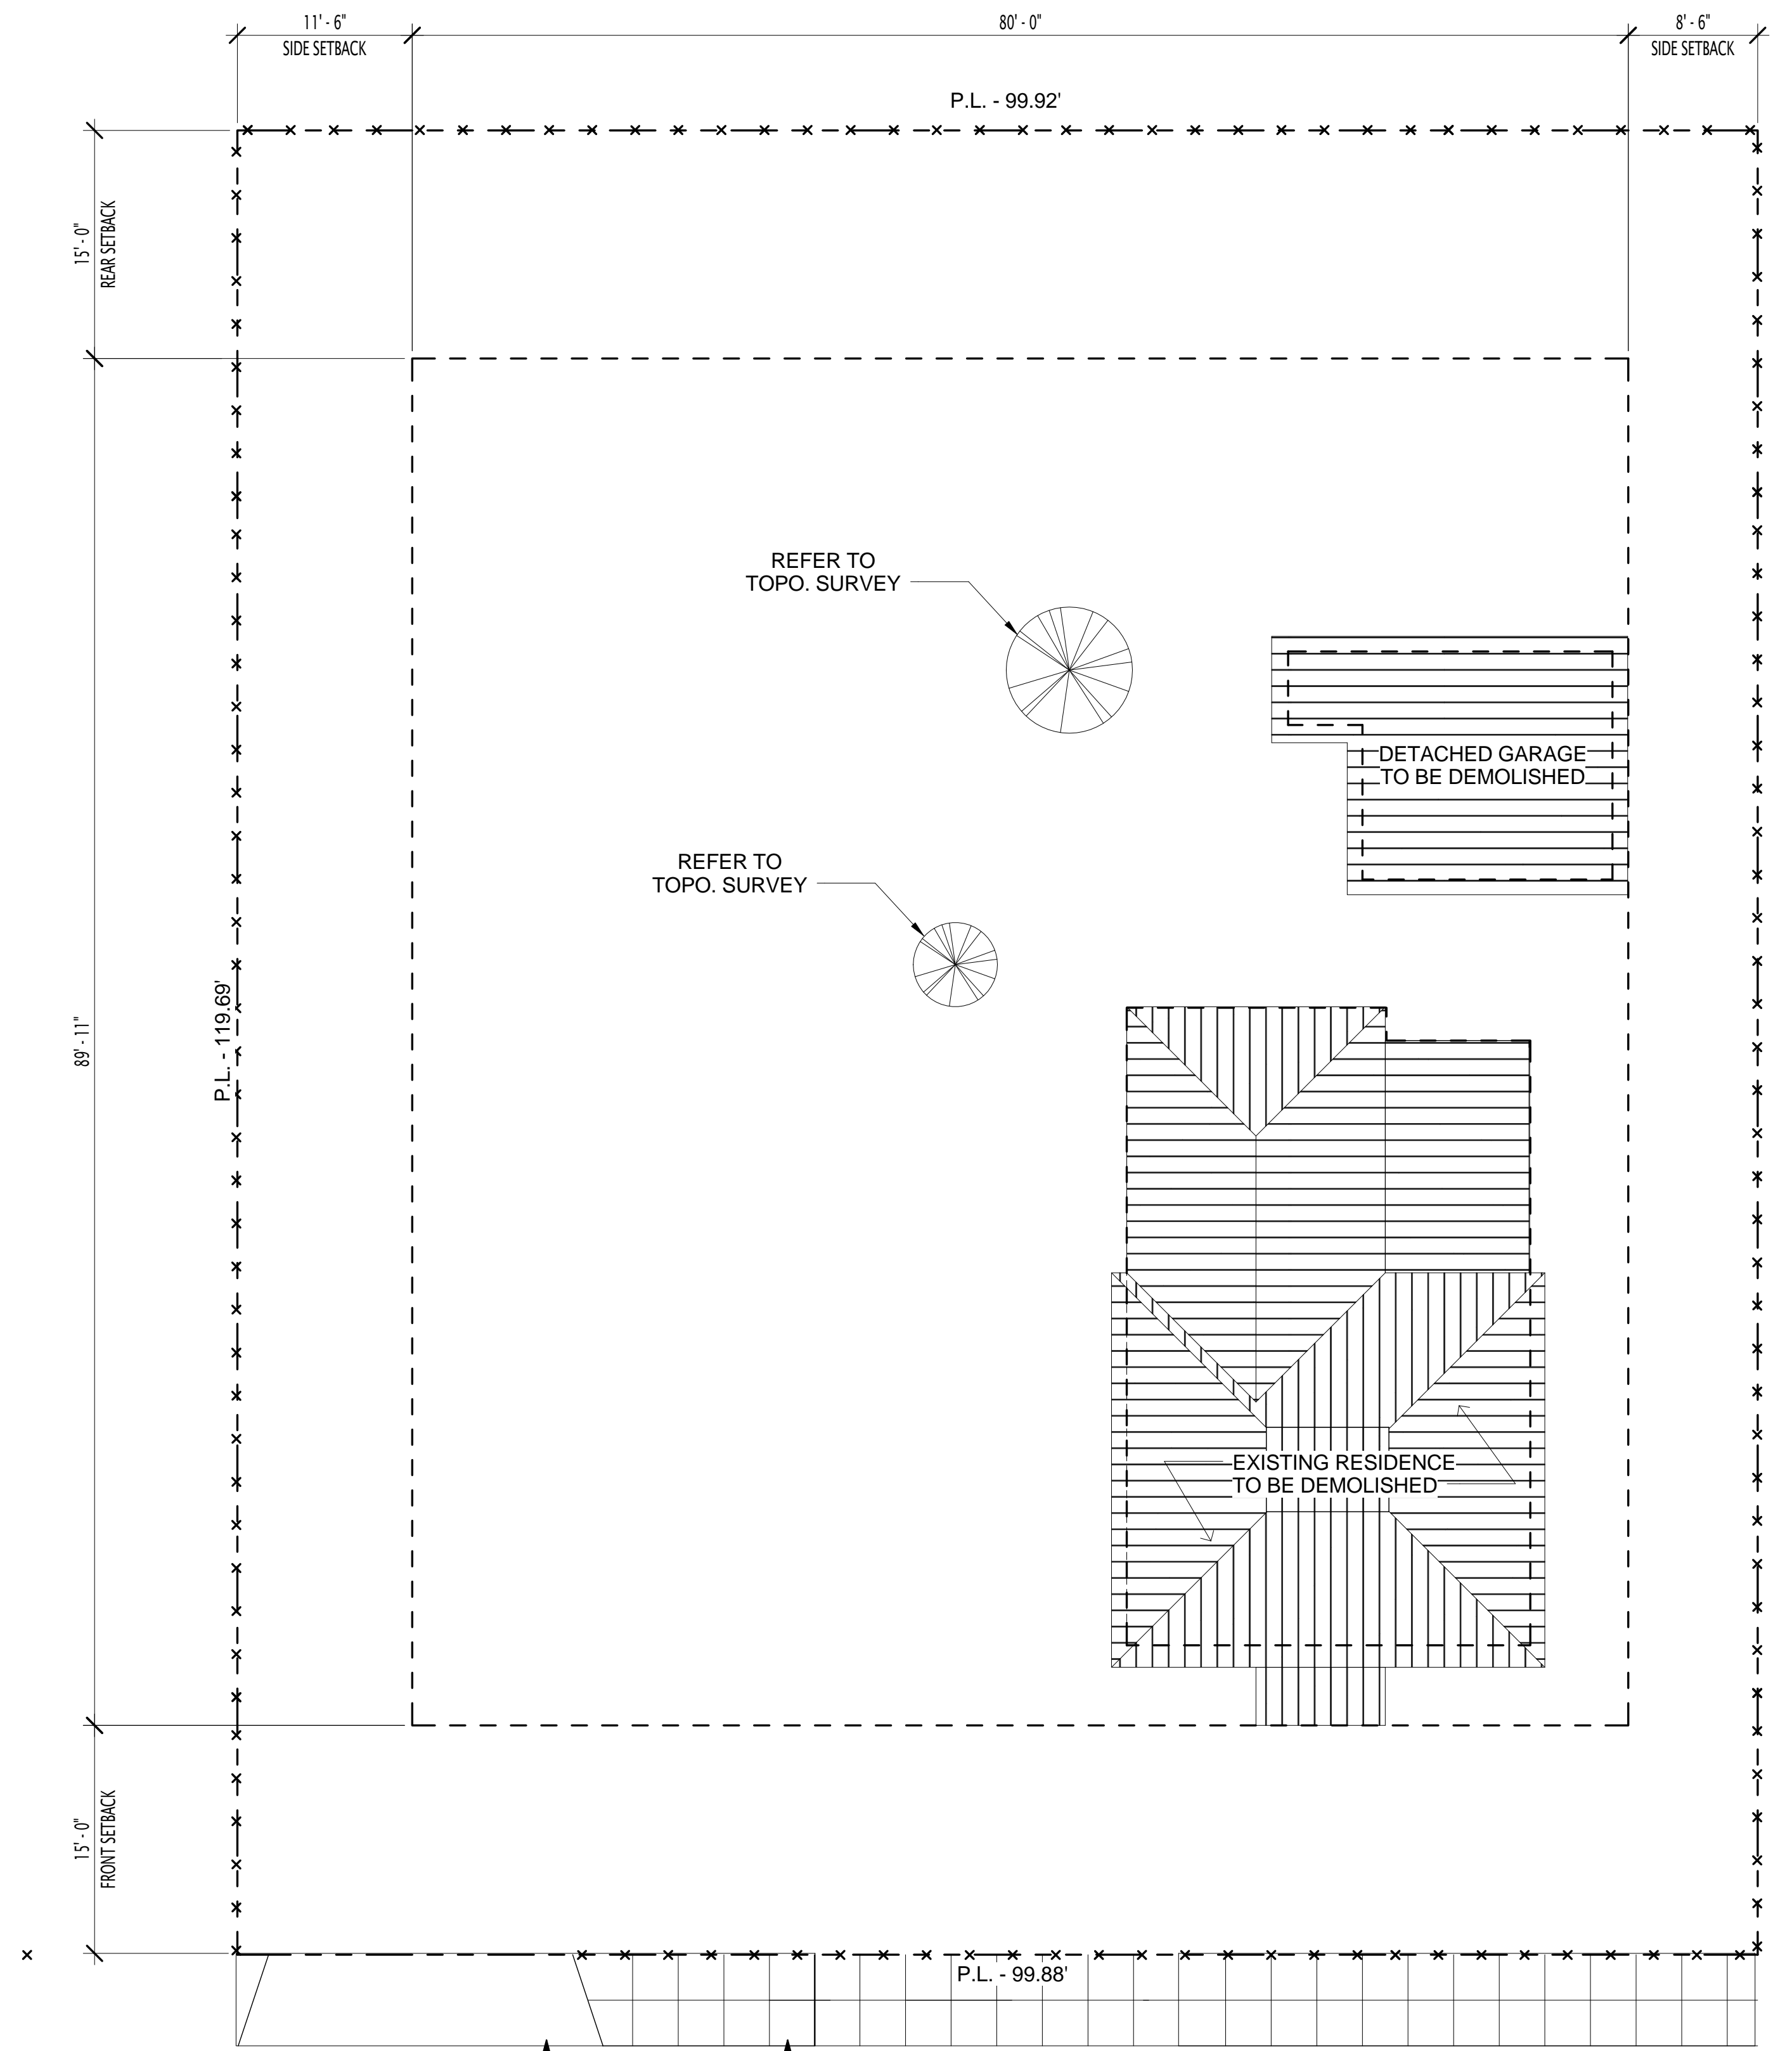 11' - 6"
SIDE SETBACK
80' - 0"
8' - 6"
SIDE SETBACK
P.L. - 99.92'
15' - 0"
REAR SETBACK
REFER TO
TOPO. SURVEY
DETACHED GARAGE
TO BE DEMOLISHED
REFER TO
TOPO. SURVEY
P.L. - 119.69'
89' - 11"
EXISTING RESIDENCE
TO BE DEMOLISHED
15' - 0"
FRONT SETBACK
P.L. - 99.88'